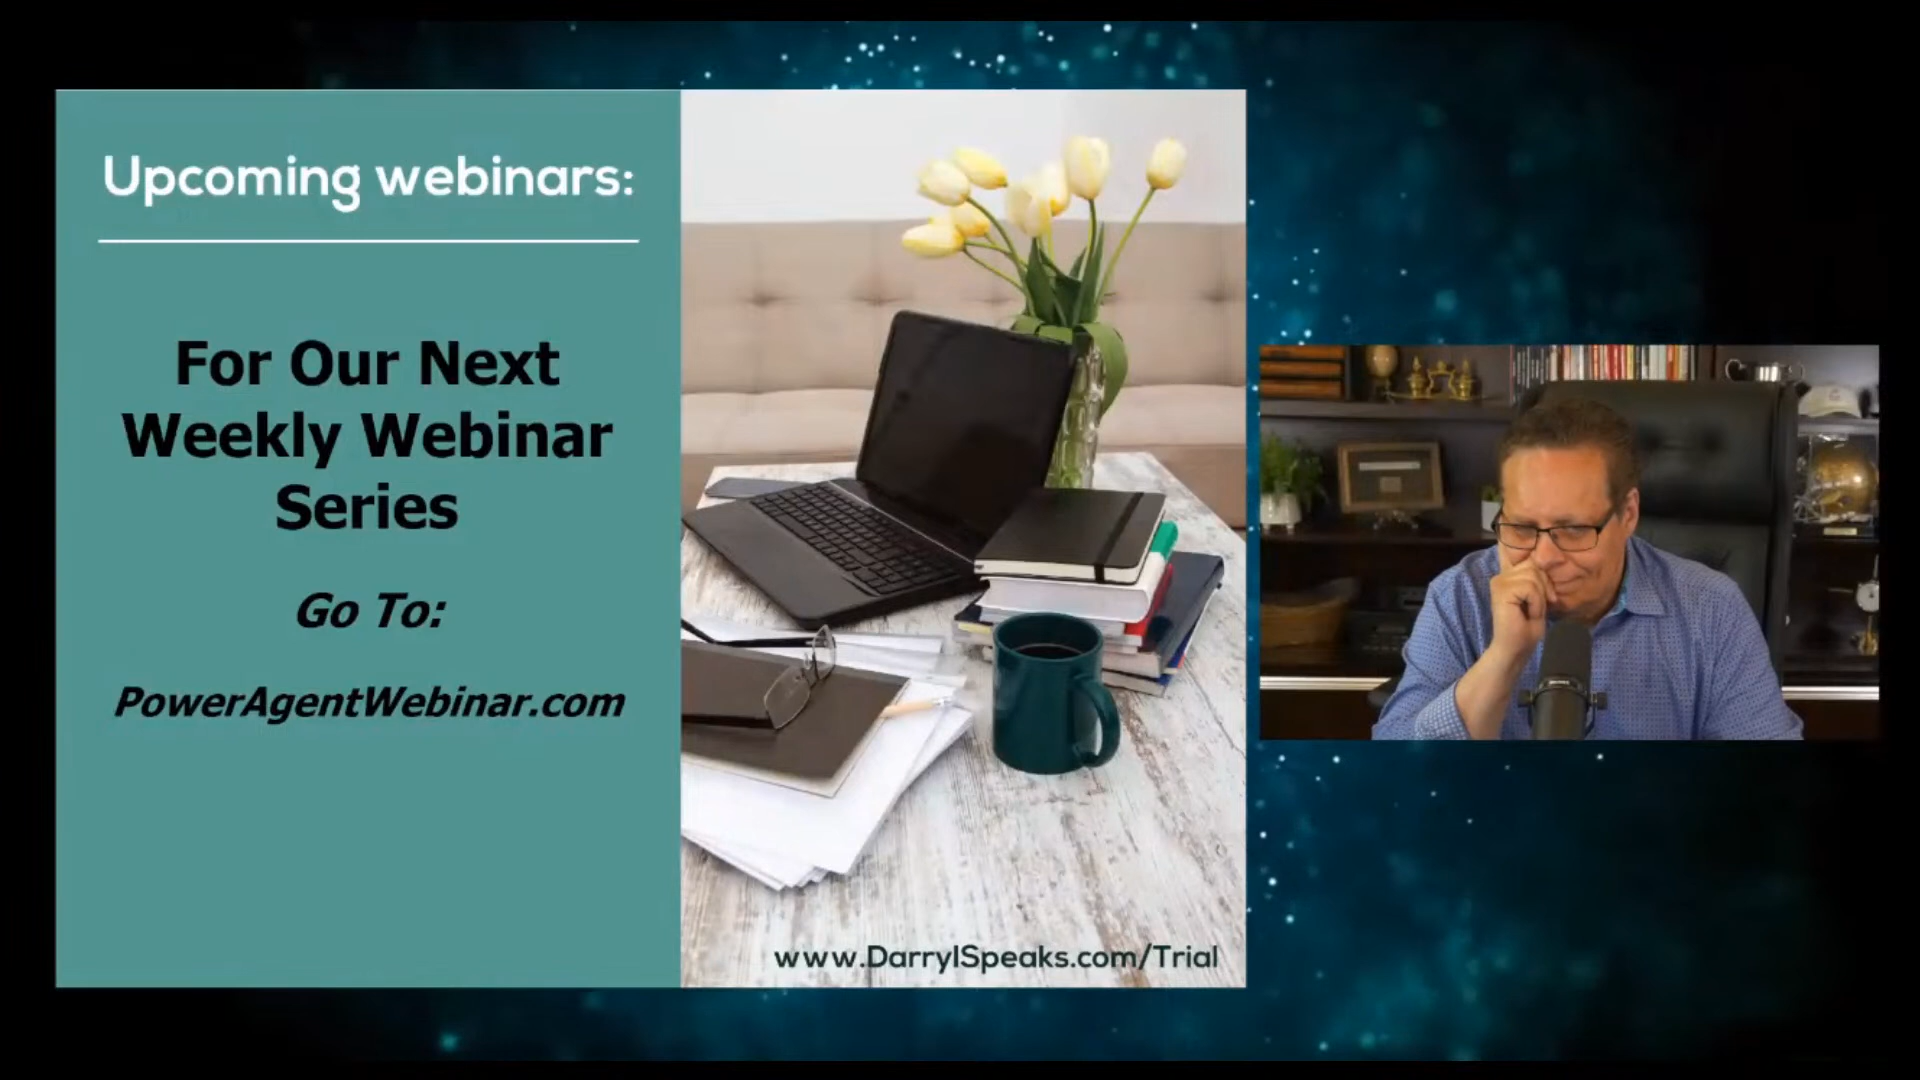 Upcoming webinars:
For Our Next
Weekly Webinar
Series
Go To:
PowerAgentWebinar.com
www.DarrylSpeaks.com/Trial